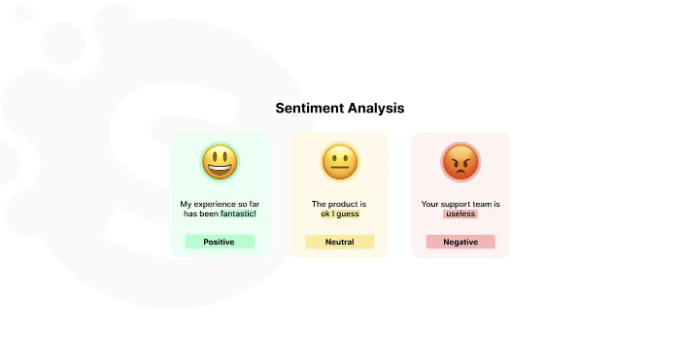 Sentiment Analysis
My experience so far
has been fantastic!
Positive
The product is
ok I guess
Neutral
Your support team is
useless
Negative